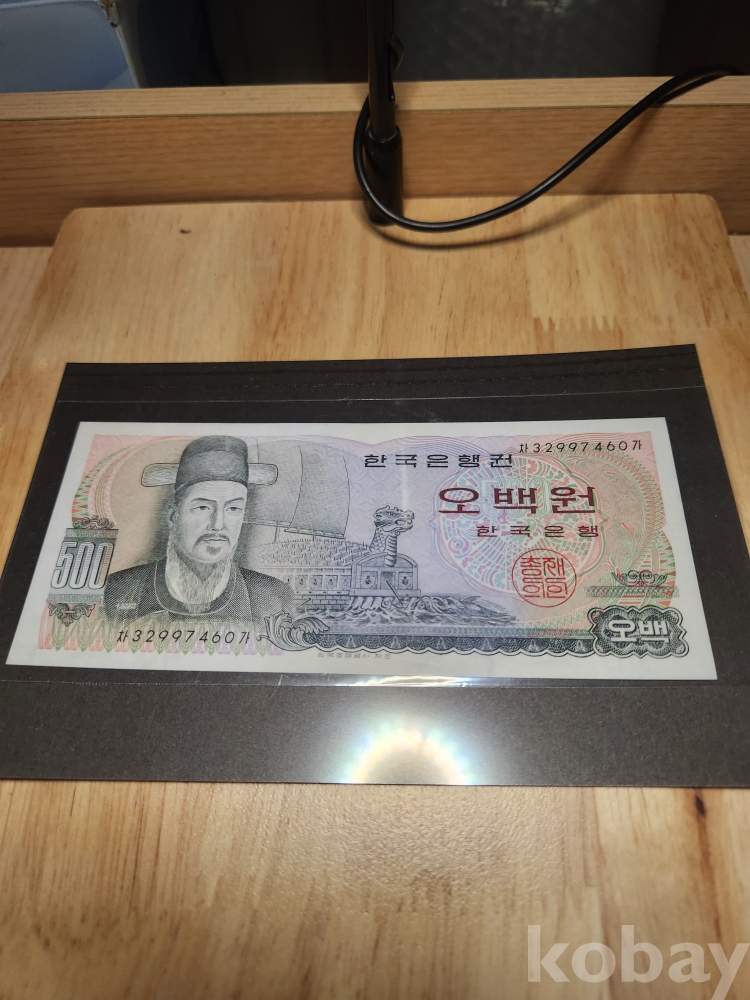 차32997460가
한국은행권
오백원
한국은행
총재의인
500
차32997460가
오백
kobay